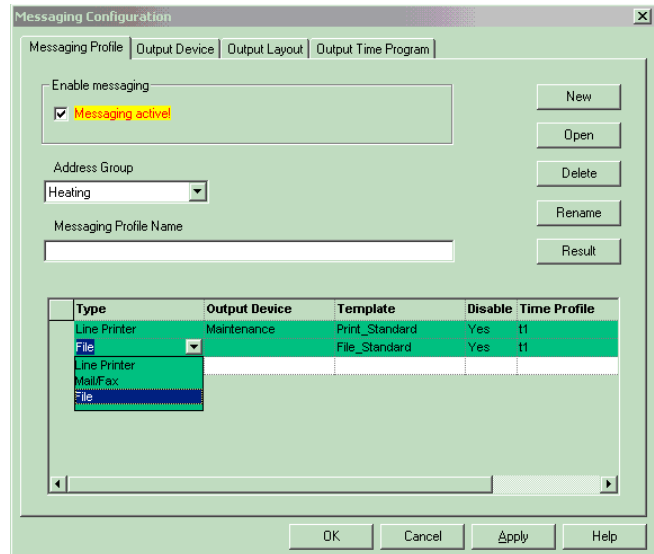 Messaging Configuration
Messaging Profile Output Device Output Layout Output Time Program
Enable messaging
Messaging active!
New
Open
Address Group
Delete
Heating
Rename
Messaging Profile Name
Result
Type Output Device Template Disable Time Profile
Line Printer Maintenance Print_Standard Yes t1
File File_Standard Yes t1
Line Printer
Mail/Fax
File
OK Cancel Apply Help